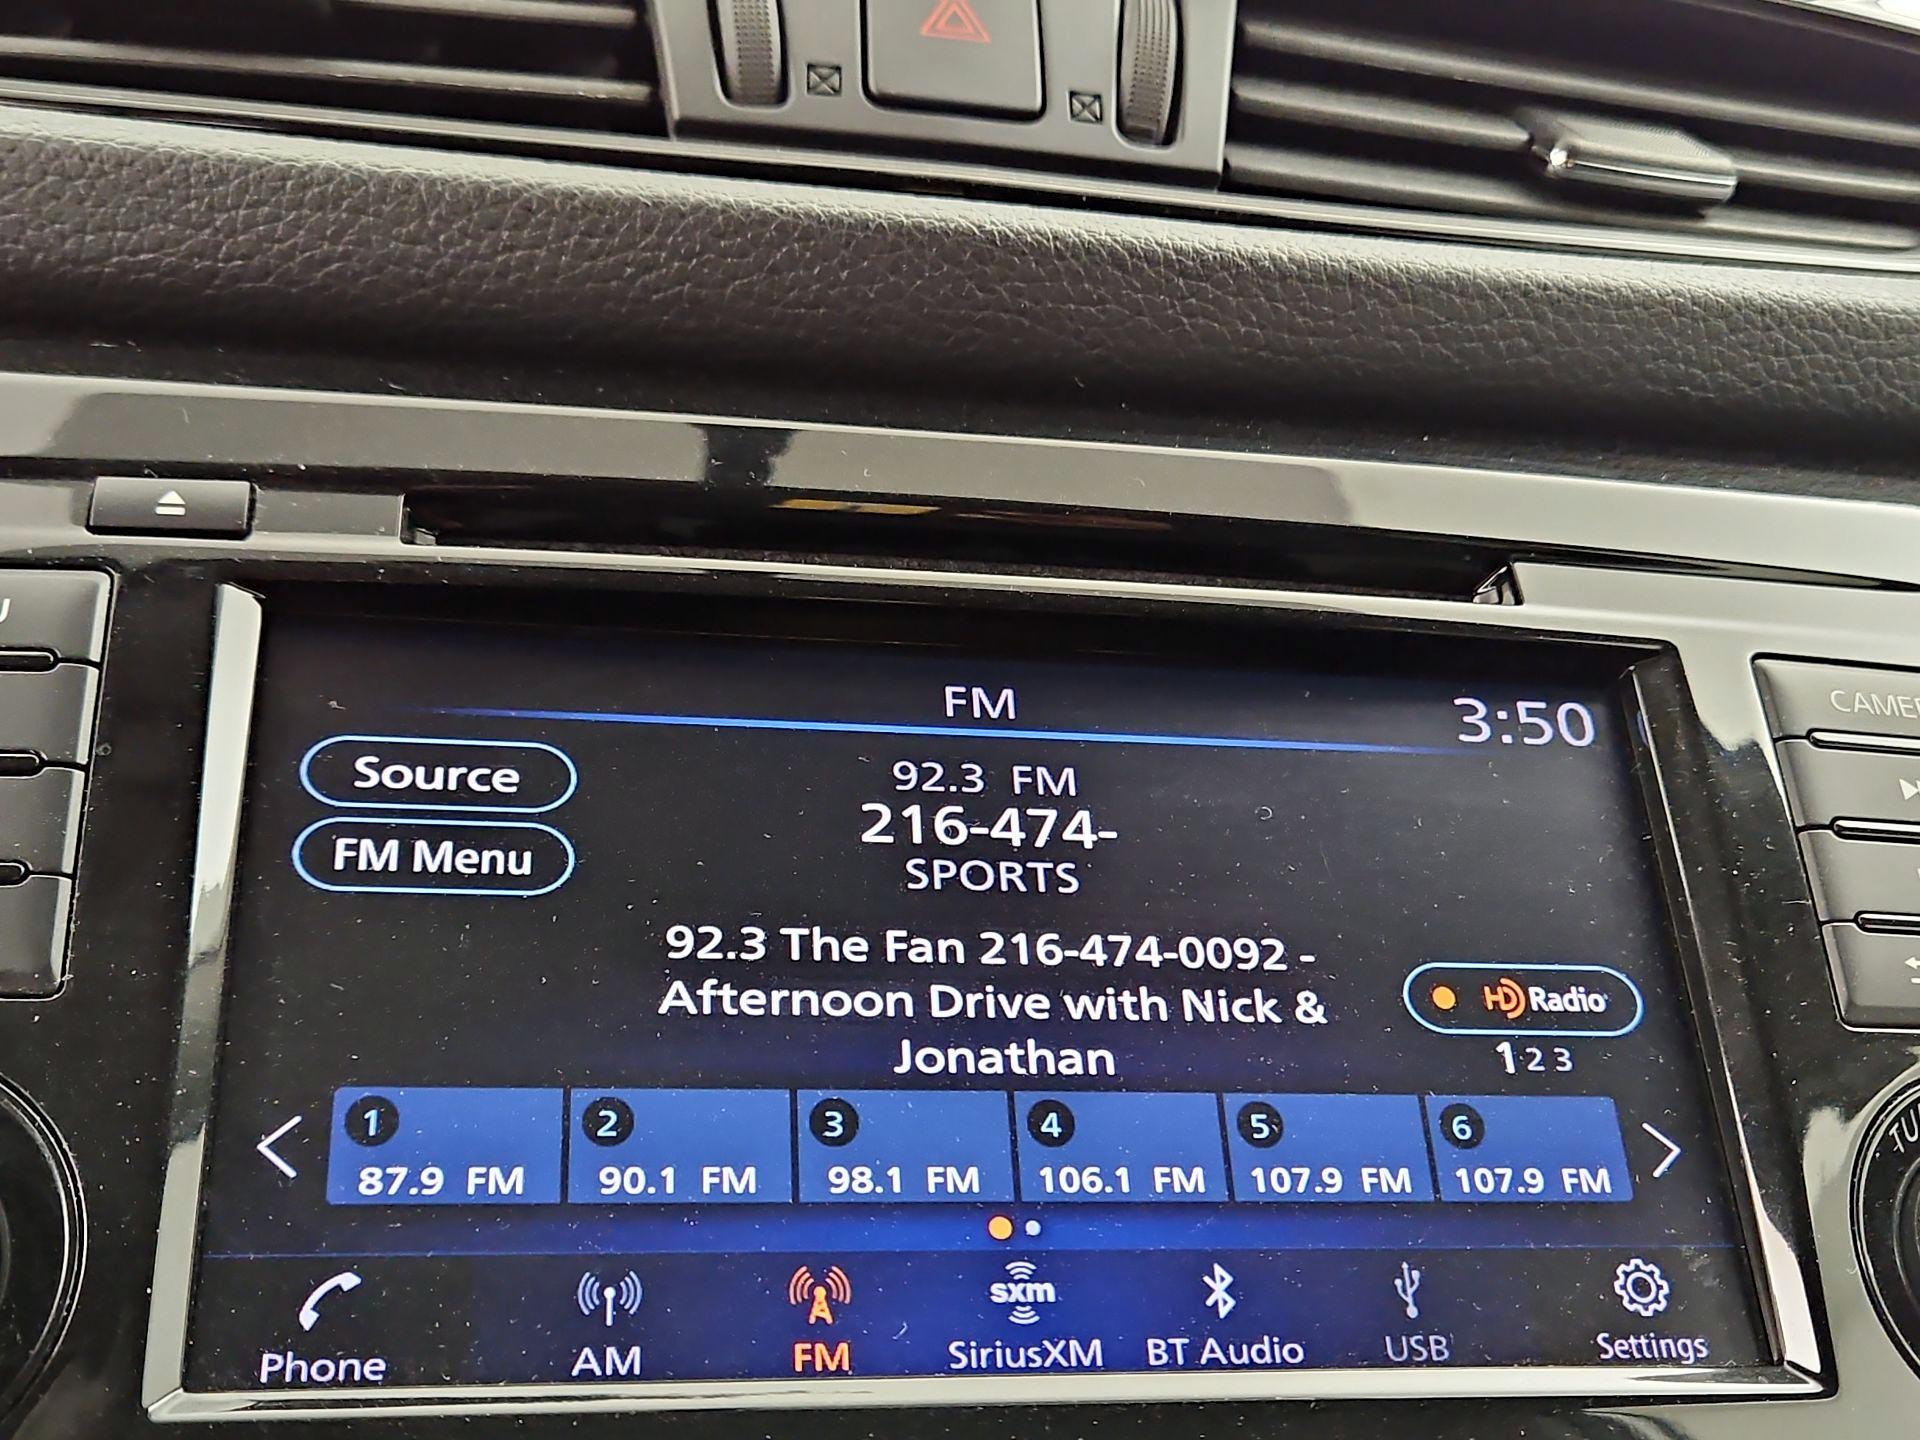 FM
3:50
Source
92.3 FM
216-474-
FM Menu
SPORTS
92.3 The Fan 216-474-0092 -
Afternoon Drive with Nick &
Jonathan
HD Radio
1 2 3
1 2 3 4 5 6
87.9 FM 90.1 FM 98.1 FM 106.1 FM 107.9 FM 107.9 FM
sxm
Phone AM FM SiriusXM BT Audio USB Settings